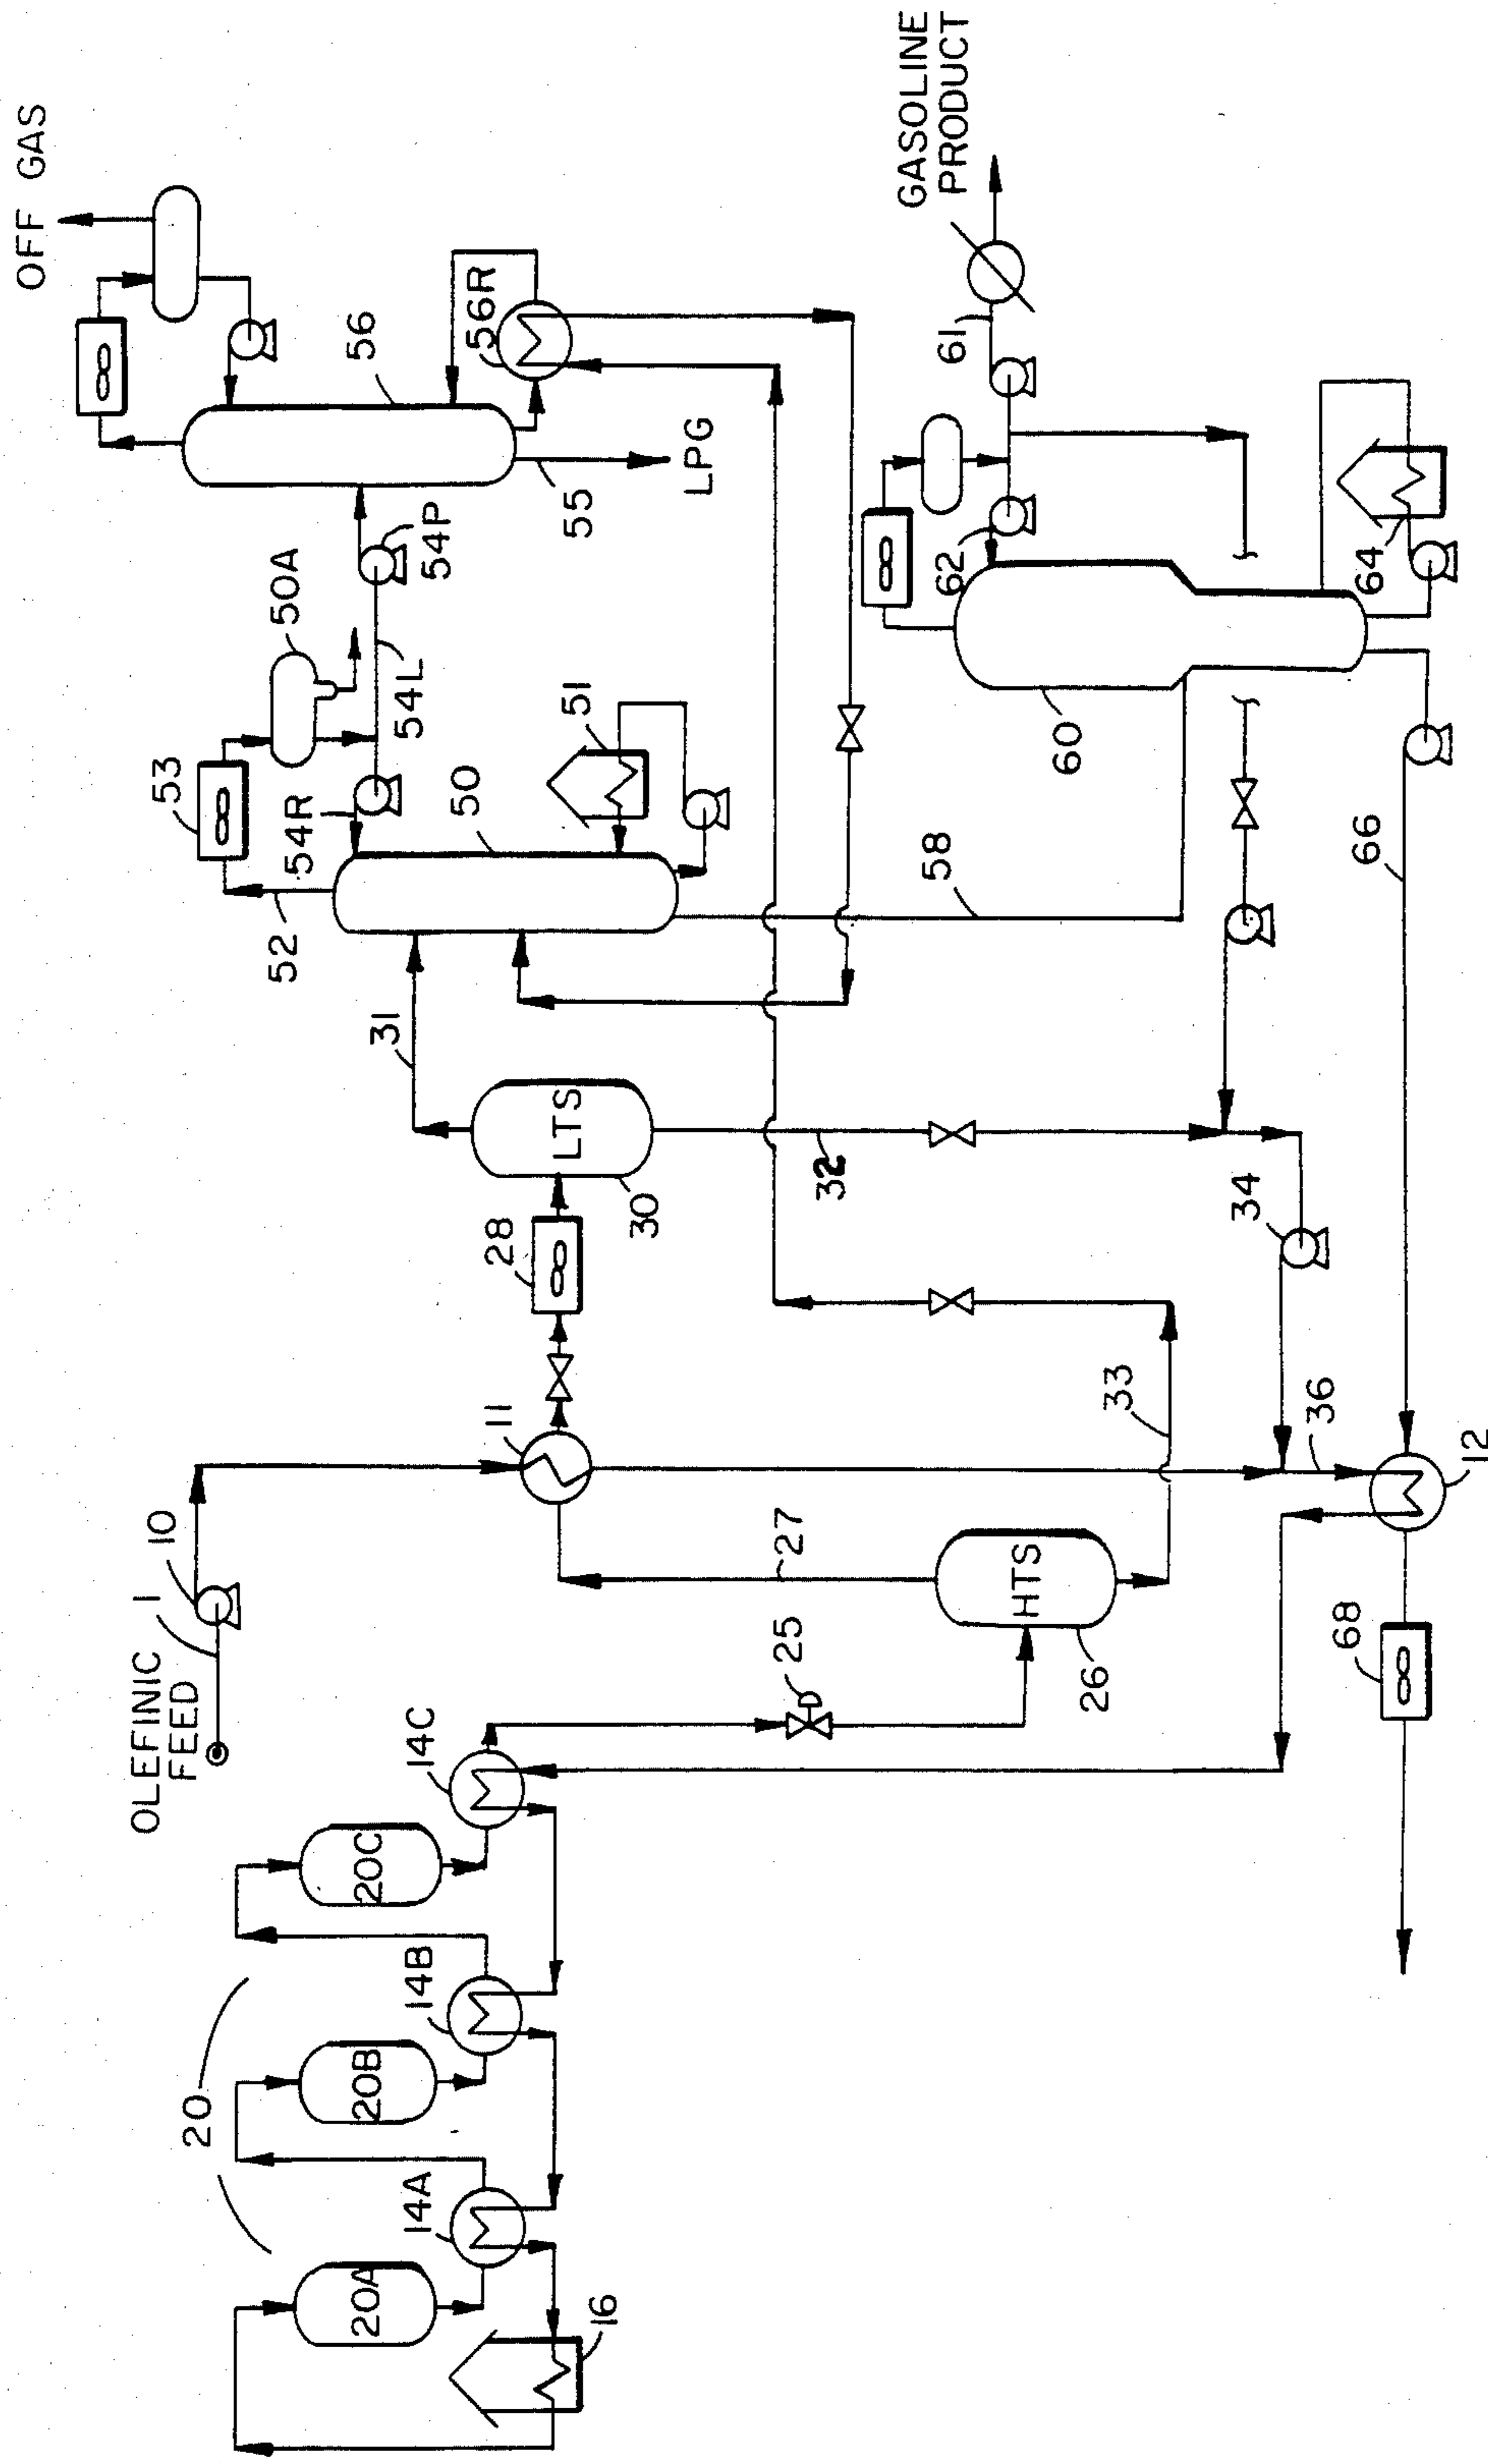 OLEFINIC
FEED
1
10
11
28
LTS
30
31
32
34
36
12
27
33
HTS
26
25
14C
20C
14B
20
20B
14A
20A
16
68
66
52
53
54R
50
51
50A
54L
54P
58
56
56R
55
LPG
OFF GAS
60
62
64
61
GASOLINE
PRODUCT